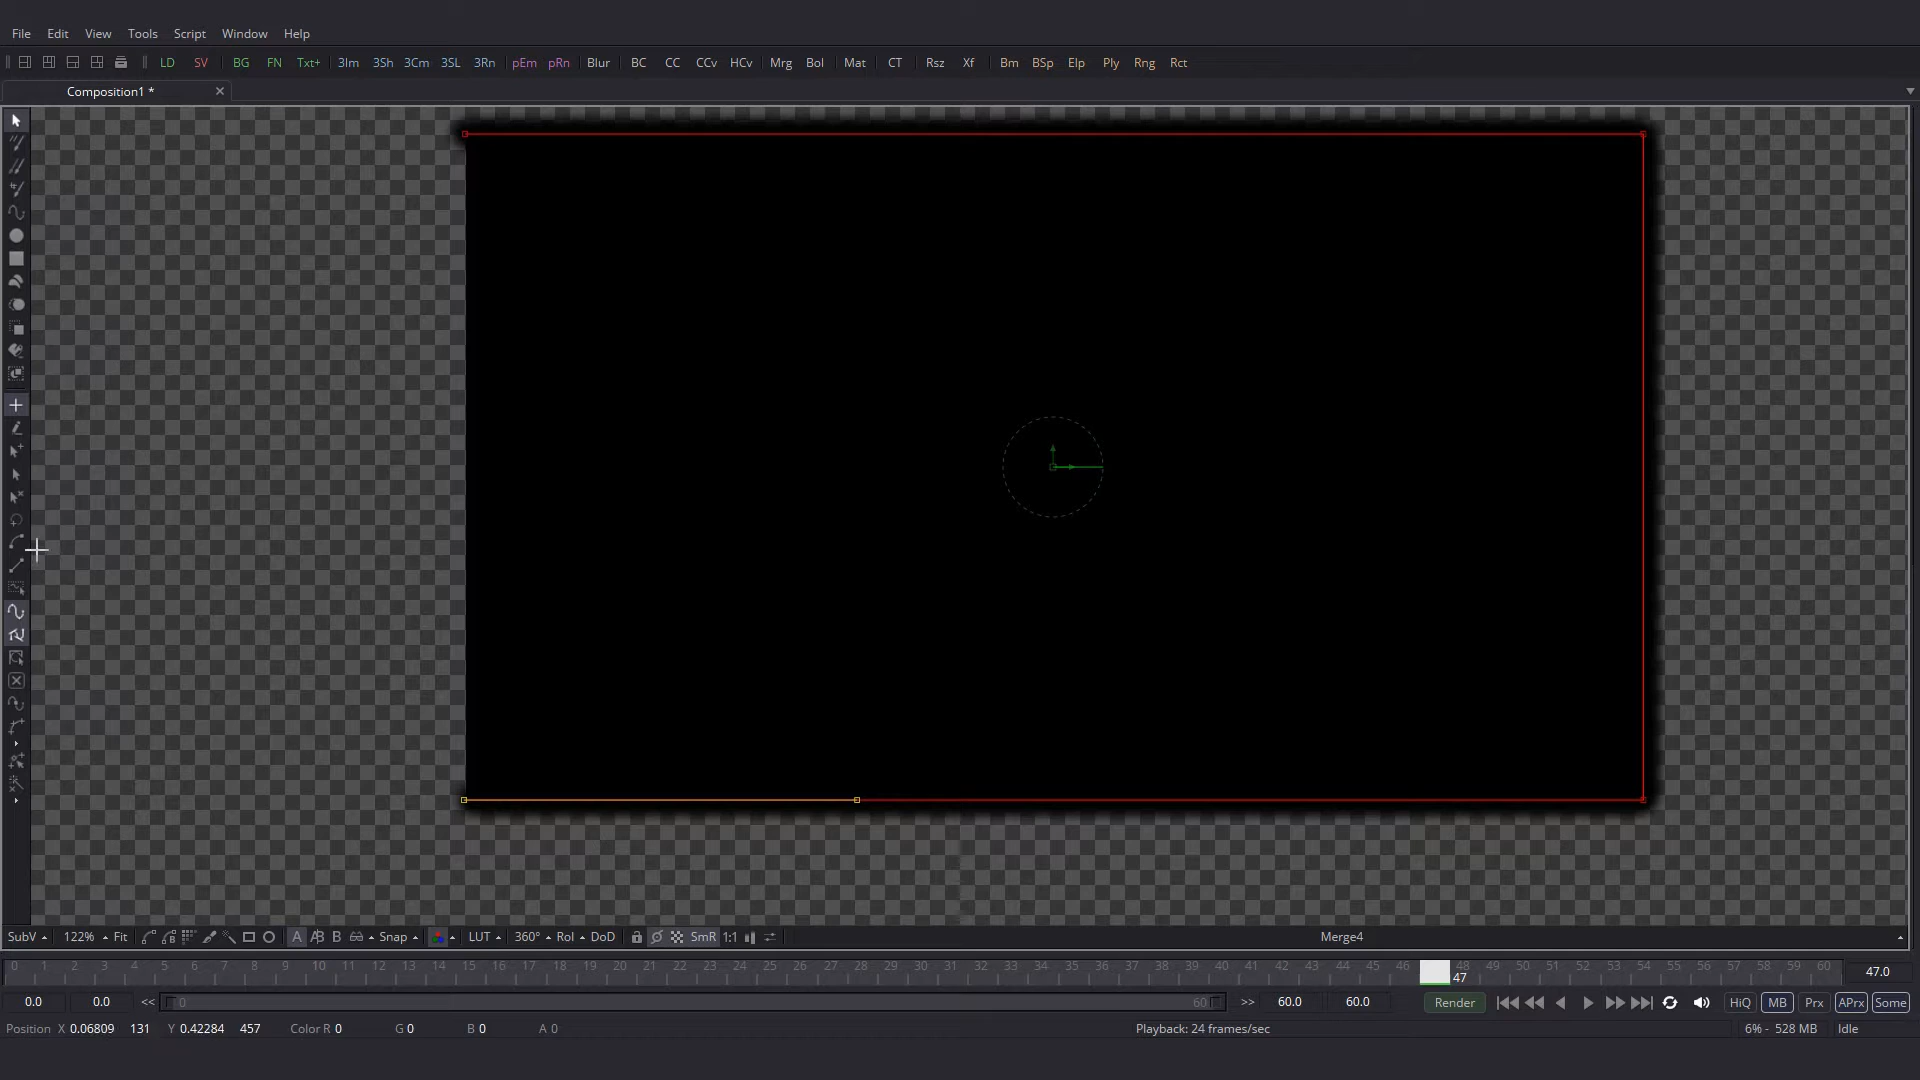 File Edit View Tools Script Window Help
LD SV BG FN Txt+ 3Im 3Sh 3Cm 3SL 3Rn pEm pRn Blur BC CC CCv HCv Mrg Bol Mat CT Rsz Xf Bm BSp Elp Ply Rng Rct
Composition1 *
SubV 122% Fit A B Snap LUT 360° RoI DoD SmR 1:1 Merge4
0 1 2 3 4 5 6 7 8 9 10 11 12 13 14 15 16 17 18 19 20 21 22 23 24 25 26 27 28 29 30 31 32 33 34 35 36 37 38 39 40 41 42 43 44 45 46 47 48 49 50 51 52 53 54 55 56 57 58 59 60 47.0
0.0 0.0 << 0 60 >> 60.0 60.0 Render HiQ MB Prx APrx Some
Position X 0.06809 131 Y 0.42284 457 Color R 0 G 0 B 0 A 0 Playback: 24 frames/sec 6% - 528 MB Idle